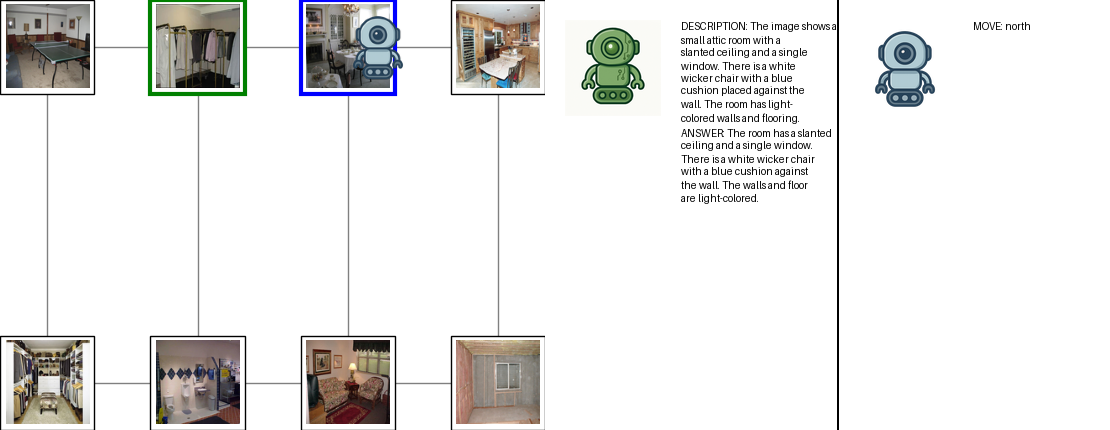 DESCRIPTION: The image shows a
small attic room with a
slanted ceiling and a single
window. There is a white
wicker chair with a blue
cushion placed against the
wall. The room has light-
colored walls and flooring.
ANSWER: The room has a slanted
ceiling and a single window.
There is a white wicker chair
with a blue cushion against
the wall. The walls and floor
are light-colored.
MOVE: north